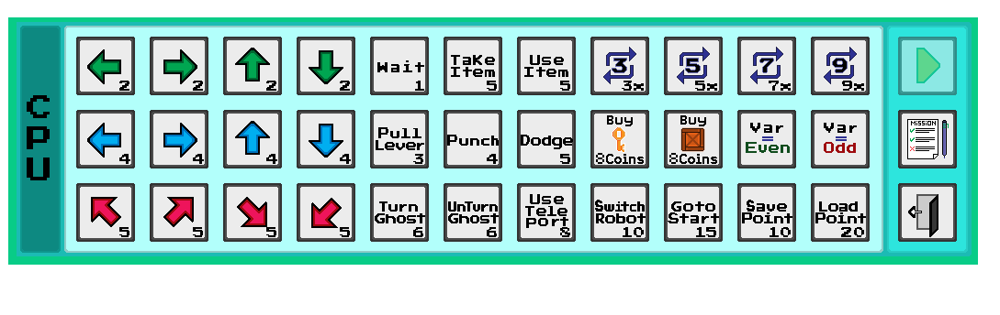 CPU
2
2
2
2
Wait
1
TaKe
Item
5
Use
Item
5
3
3x
5
5x
7
7x
9
9x
4
4
4
4
Pull
Lever
3
Punch
4
Dodge
5
Buy
8Coins
Buy
8Coins
Var
=
Even
Var
=
Odd
MISSION
5
5
5
5
Turn
Ghost
6
UnTurn
Ghost
6
Use
Tele
port
8
Switch
Robot
10
Goto
Start
15
Save
Point
10
Load
Point
20